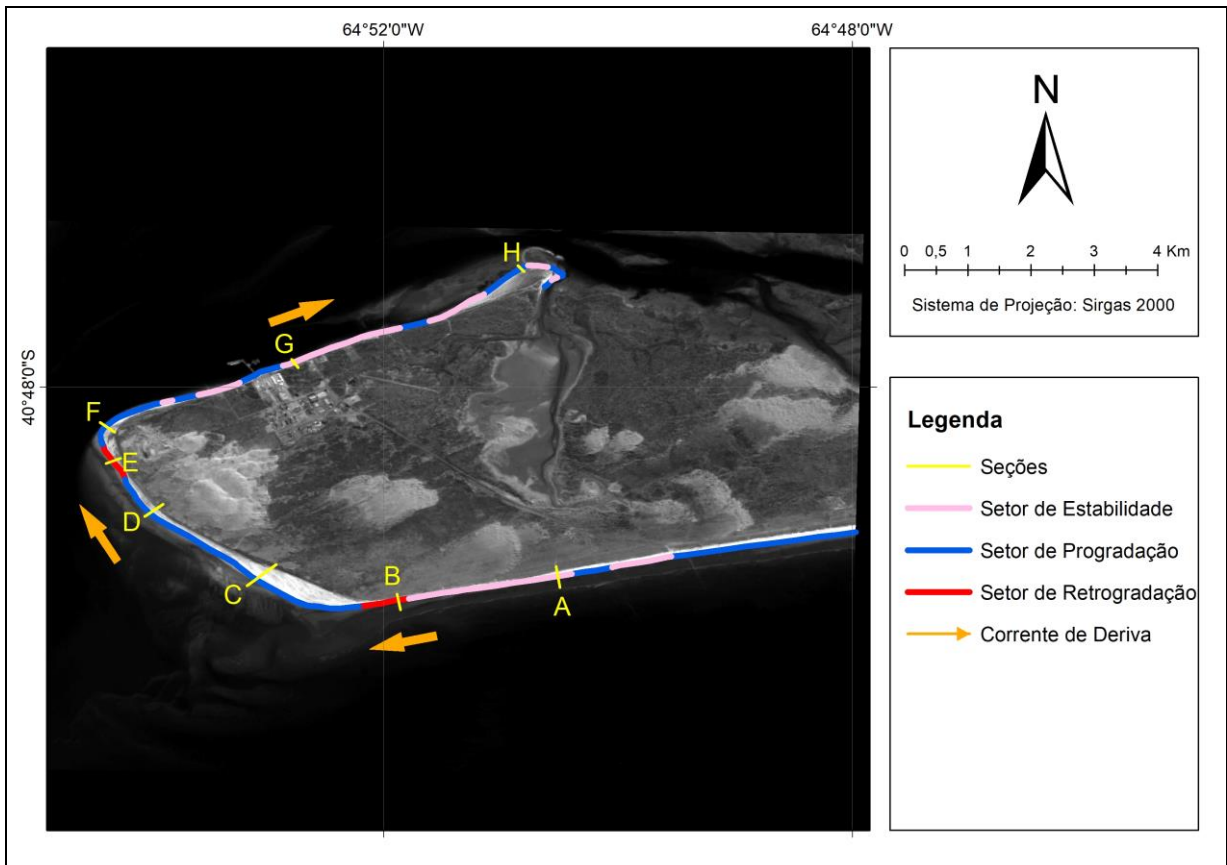 64°52'0"W
64°48'0"W
40°48'0"S
H
G
F
E
D
C
B
A
N
0 0,5 1 2 3 4 Km
Sistema de Projeção: Sirgas 2000
Legenda
Seções
Setor de Estabilidade
Setor de Progradação
Setor de Retrogradação
Corrente de Deriva